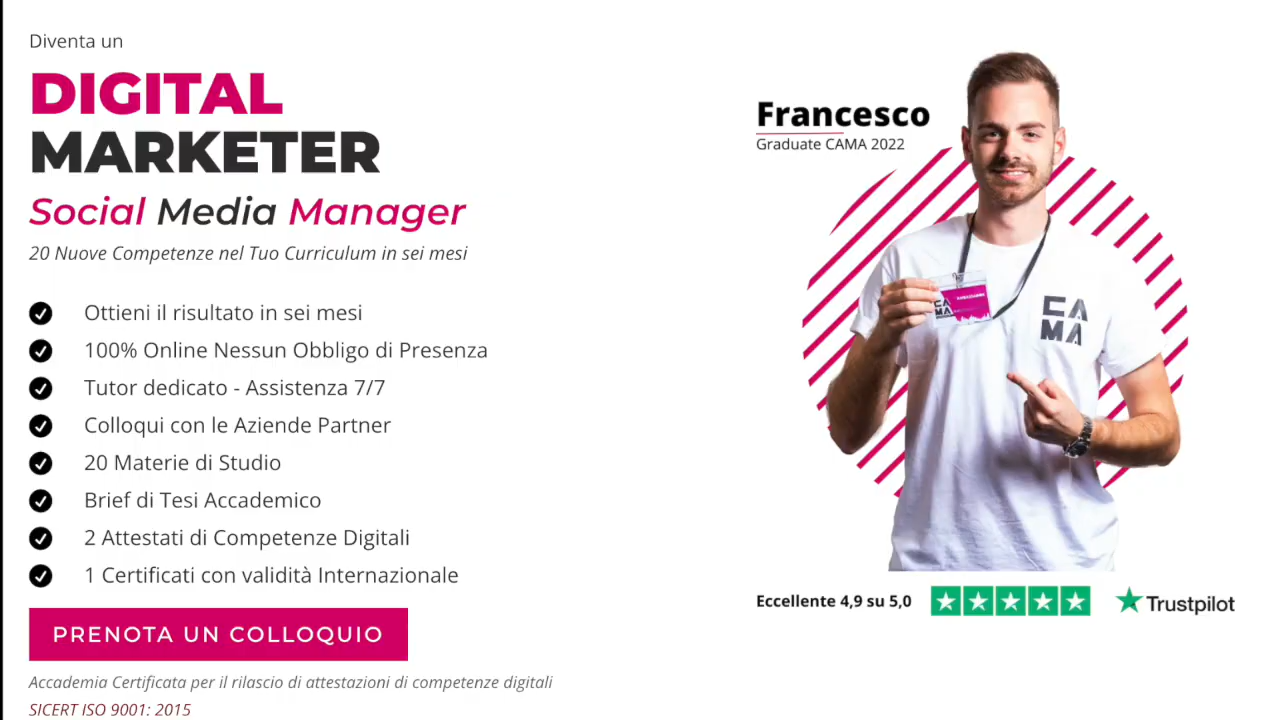 Diventa un
DIGITAL
MARKETER
Social Media Manager
20 Nuove Competenze nel Tuo Curriculum in sei mesi
Ottieni il risultato in sei mesi
100% Online Nessun Obbligo di Presenza
Tutor dedicato - Assistenza 7/7
Colloqui con le Aziende Partner
20 Materie di Studio
Brief di Tesi Accademico
2 Attestati di Competenze Digitali
1 Certificati con validità Internazionale
PRENOTA UN COLLOQUIO
Accademia Certificata per il rilascio di attestazioni di competenze digitali
SICERT ISO 9001: 2015
Francesco
Graduate CAMA 2022
CA
MA
Eccellente 4,9 su 5,0
Trustpilot